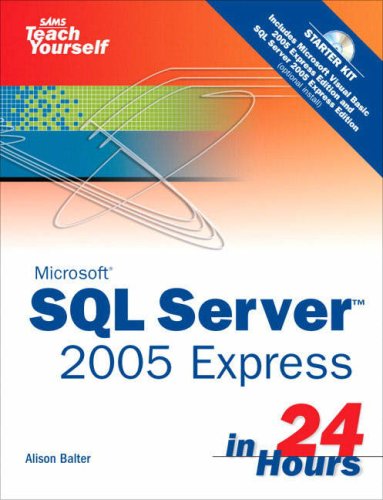 SAMS
Teach
Yourself
STARTER KIT
Includes Microsoft Visual Basic
2005 Express Edition and
SQL Server 2005 Express Edition
(optional install)
Microsoft®
SQL Server™
2005 Express
in 24
Hours
Alison Balter